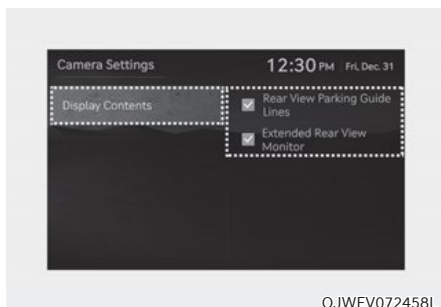 Camera Settings
12:30 PM Fri, Dec. 31
Display Contents
Rear View Parking Guide
Lines
Extended Rear View
Monitor
OJWEV072458L